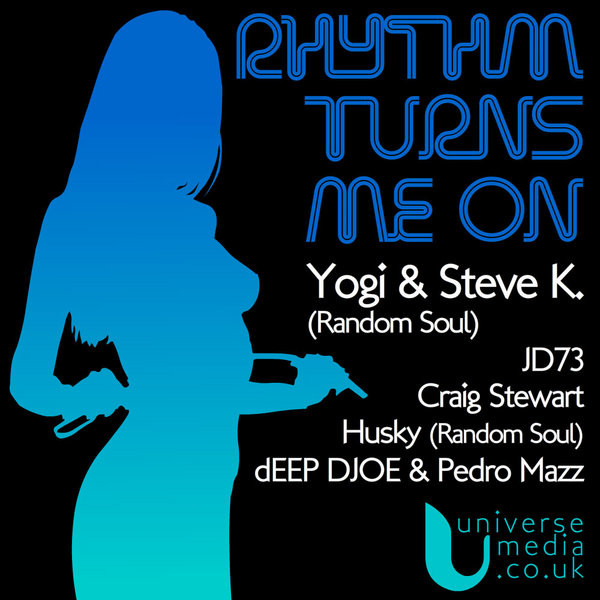 RHYTHM
TURNS
ME ON
Yogi & Steve K.
(Random Soul)
JD73
Craig Stewart
Husky (Random Soul)
dEEP DJOE & Pedro Mazz
universe
media
.co.uk